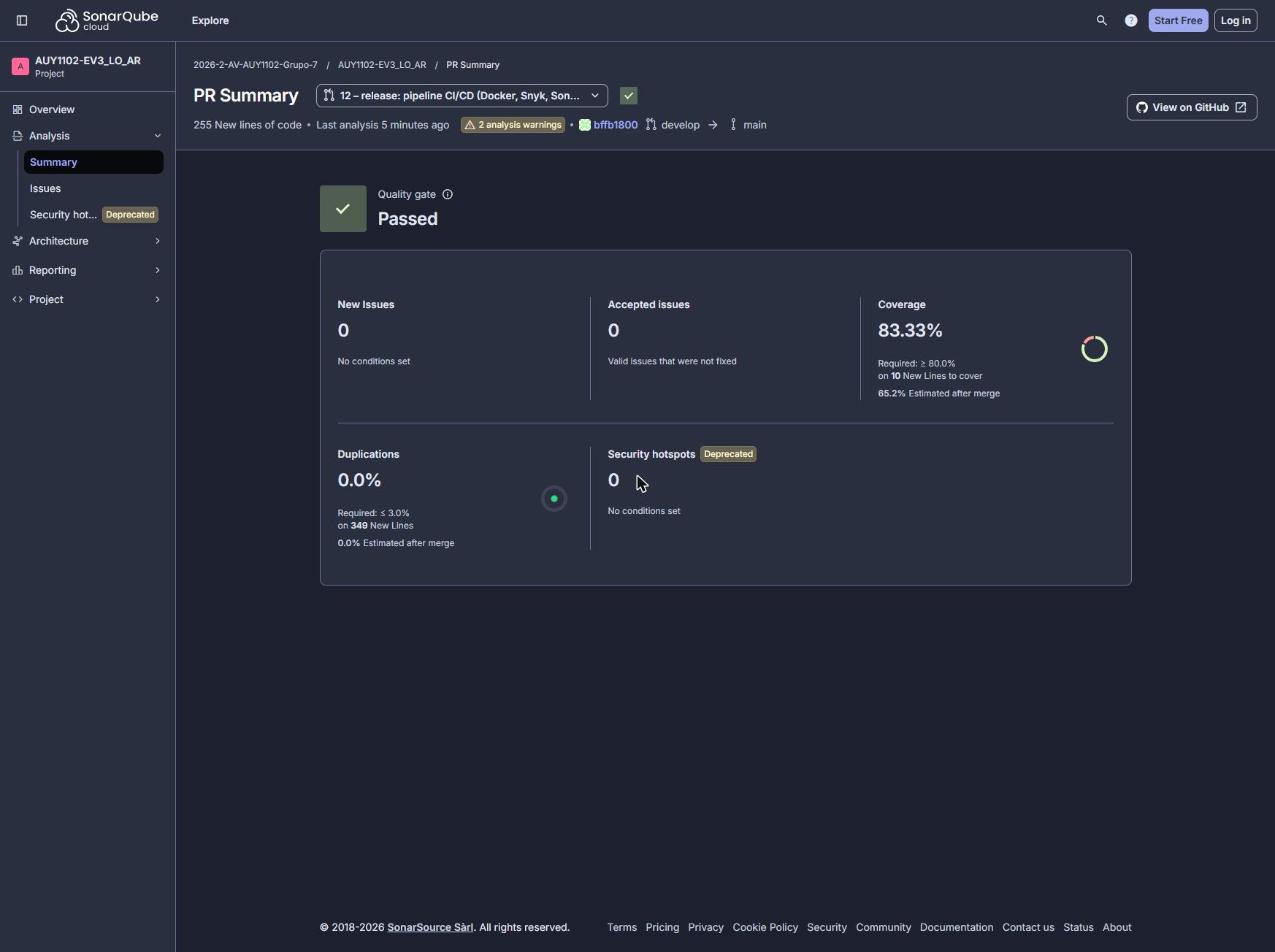 SonarQube cloud
Explore
?
Start Free
Log in
A
AUY1102-EV3_LO_AR
Project
Overview
Analysis
Summary
Issues
Security hot... Deprecated
Architecture
Reporting
Project
2026-2-AV-AUY1102-Grupo-7 / AUY1102-EV3_LO_AR / PR Summary
PR Summary
12 – release: pipeline CI/CD (Docker, Snyk, Son...
View on GitHub
255 New lines of code • Last analysis 5 minutes ago 2 analysis warnings • bffb1800 develop → main
Quality gate
Passed
New Issues
0
No conditions set
Accepted issues
0
Valid issues that were not fixed
Coverage
83.33%
Required: ≥ 80.0%
on 10 New Lines to cover
65.2% Estimated after merge
Duplications
0.0%
Required: ≤ 3.0%
on 349 New Lines
0.0% Estimated after merge
Security hotspots Deprecated
0
No conditions set
© 2018-2026 SonarSource Sàrl. All rights reserved.
Terms Pricing Privacy Cookie Policy Security Community Documentation Contact us Status About